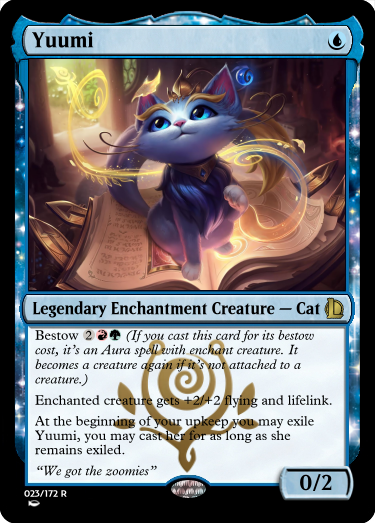 Yuumi
Legendary Enchantment Creature — Cat
Bestow 2 (If you cast this card for its bestow
cost, it's an Aura spell with enchant creature. It
becomes a creature again if it's not attached to a
creature.)
Enchanted creature gets +2/+2 flying and lifelink.
At the beginning of your upkeep you may exile
Yuumi, you may cast her for as long as she
remains exiled.
"We got the zoomies"
0/2
023/172 R